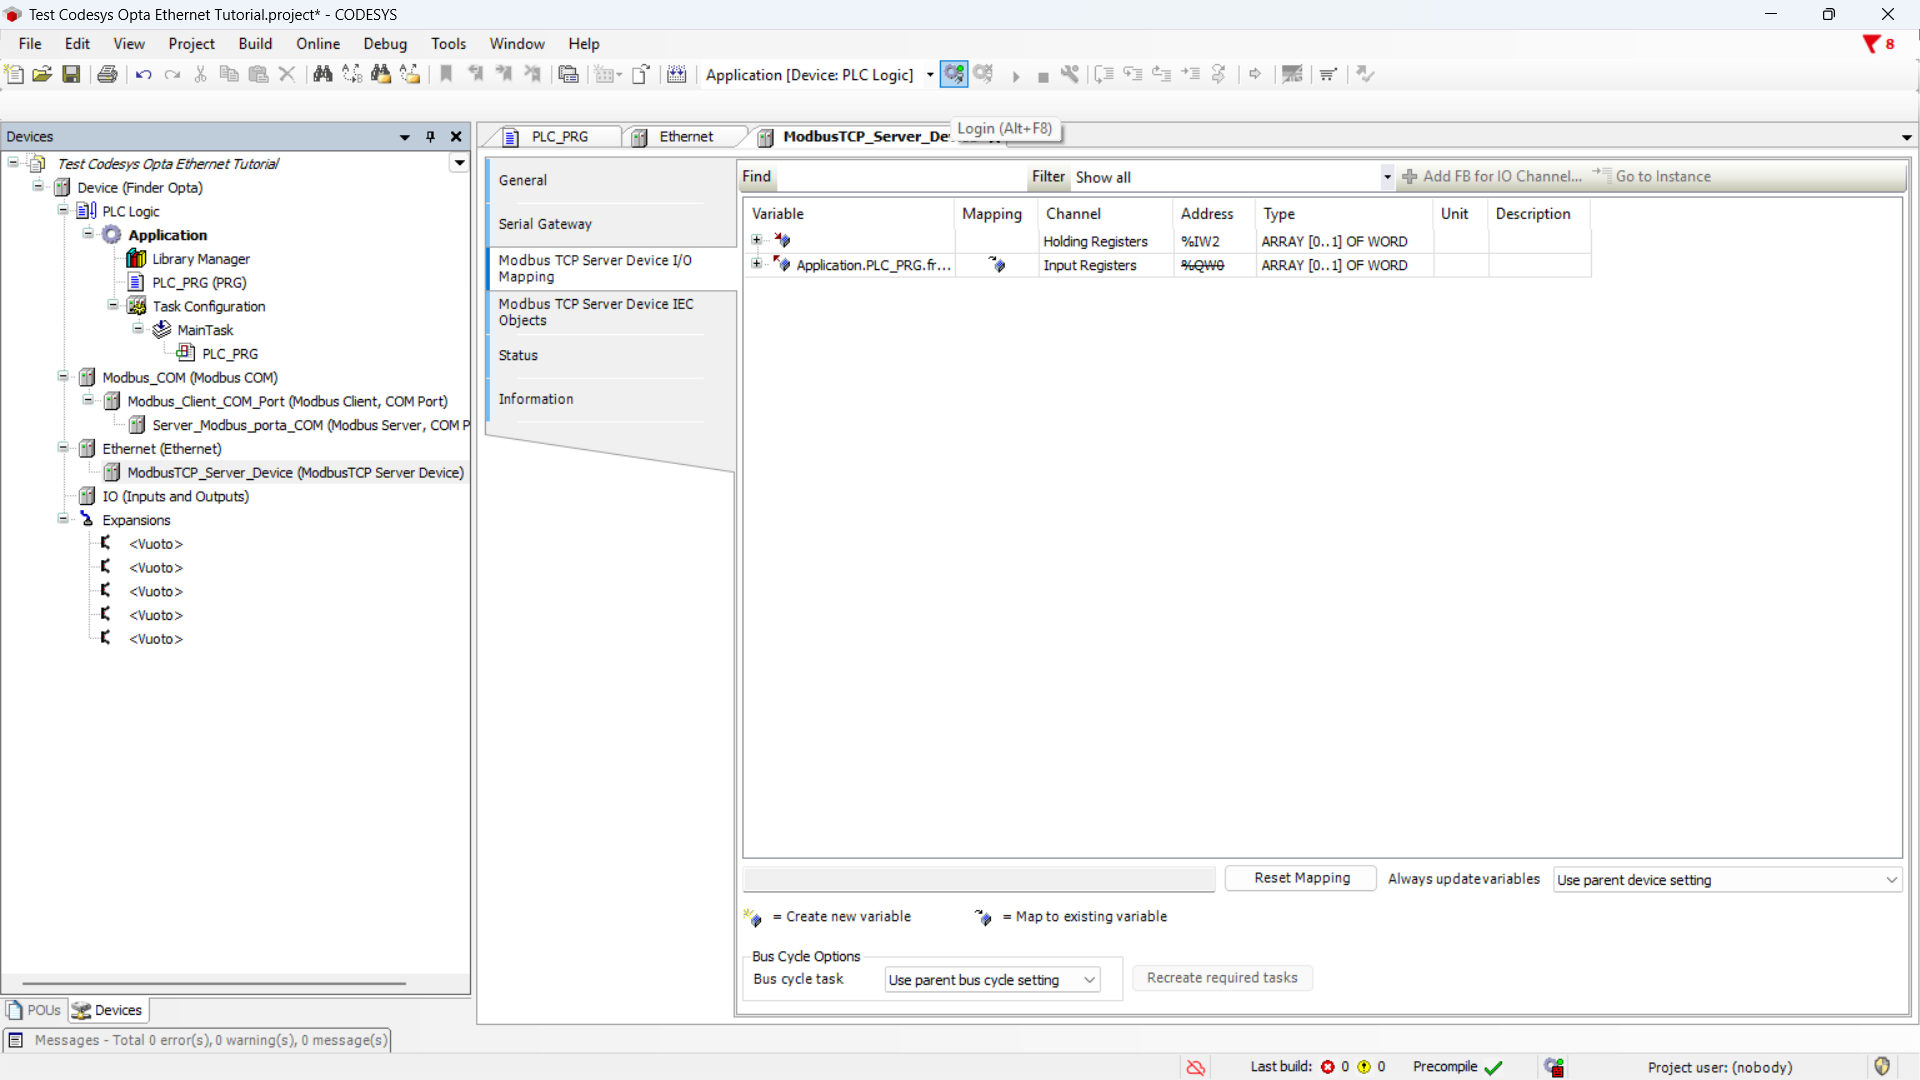 Test Codesys Opta Ethernet Tutorial.project* - CODESYS
File Edit View Project Build Online Debug Tools Window Help
8
Application [Device: PLC Logic]
Login (Alt+F8)
Devices
Test Codesys Opta Ethernet Tutorial
Device (Finder Opta)
PLC Logic
Application
Library Manager
PLC_PRG (PRG)
Task Configuration
MainTask
PLC_PRG
Modbus_COM (Modbus COM)
Modbus_Client_COM_Port (Modbus Client, COM Port)
Server_Modbus_porta_COM (Modbus Server, COM P
Ethernet (Ethernet)
ModbusTCP_Server_Device (ModbusTCP Server Device)
IO (Inputs and Outputs)
Expansions
<Vuoto>
<Vuoto>
<Vuoto>
<Vuoto>
<Vuoto>
POUs Devices
PLC_PRG Ethernet ModbusTCP_Server_De
General
Serial Gateway
Modbus TCP Server Device I/O
Mapping
Modbus TCP Server Device IEC
Objects
Status
Information
Find Filter Show all Add FB for IO Channel... Go to Instance
Variable Mapping Channel Address Type Unit Description
Holding Registers %IW2 ARRAY [0..1] OF WORD
Application.PLC_PRG.fr... Input Registers %QW0 ARRAY [0..1] OF WORD
Reset Mapping Always update variables Use parent device setting
= Create new variable = Map to existing variable
Bus Cycle Options
Bus cycle task Use parent bus cycle setting Recreate required tasks
Messages - Total 0 error(s), 0 warning(s), 0 message(s)
Last build: 0 0 Precompile Project user: (nobody)